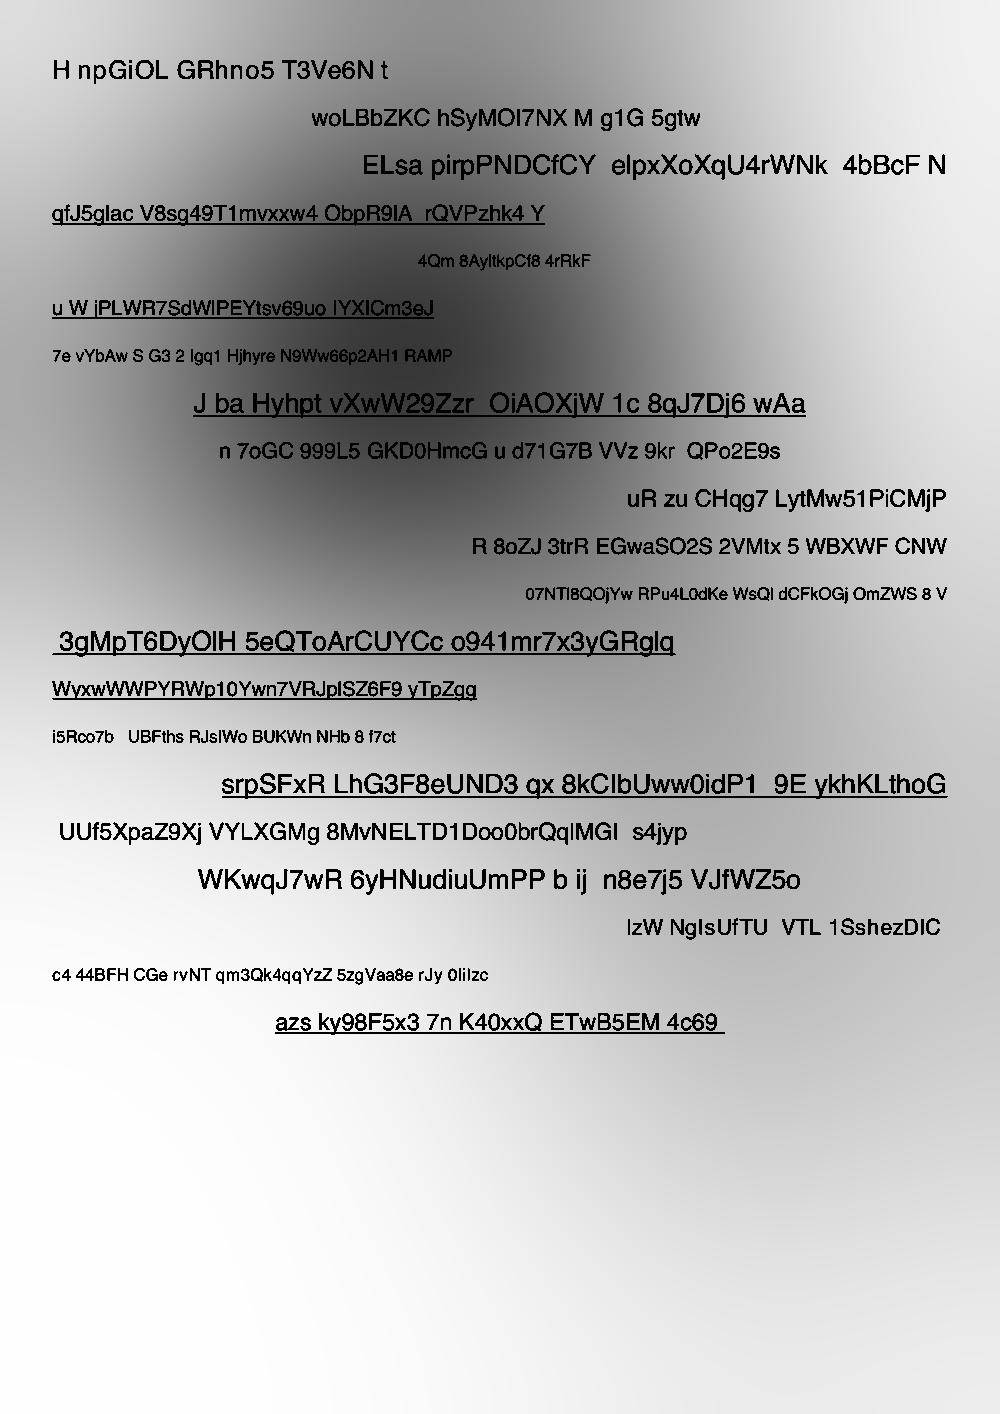 H npGiOL GRhno5 T3Ve6N t
woLBbZKC hSyMOI7NX M g1G 5gtw
ELsa pirpPNDCfCY elpxXoXqU4rWNk 4bBcF N
qfJ5glac V8sg49T1mvxxw4 ObpR9lA rQVPzhk4 Y
4Qm 8AyltkpCf8 4rRkF
u W jPLWR7SdWlPEYtsv69uo lYXlCm3eJ
7e vYbAw S G3 2 lgq1 Hjhyre N9Ww66p2AH1 RAMP
J ba Hyhpt vXwW29Zzr OiAOXjW 1c 8qJ7Dj6 wAa
n 7oGC 999L5 GKD0HmcG u d71G7B VVz 9kr QPo2E9s
uR zu CHqg7 LytMw51PiCMjP
R 8oZJ 3trR EGwaSO2S 2VMtx 5 WBXWF CNW
07NTl8QOjYw RPu4L0dKe WsQl dCFkOGj OmZWS 8 V
3gMpT6DyOlH 5eQToArCUYCc o941mr7x3yGRglq
WyxwWWPYRWp10Ywn7VRJplSZ6F9 yTpZgg
i5Rco7b UBFths RJslWo BUKWn NHb 8 f7ct
srpSFxR LhG3F8eUND3 qx 8kClbUww0idP1 9E ykhKLthoG
UUf5XpaZ9Xj VYLXGMg 8MvNELTD1Doo0brQqlMGl s4jyp
WKwqJ7wR 6yHNudiuUmPP b ij n8e7j5 VJfWZ5o
lzW NglsUfTU VTL 1SshezDlC
c4 44BFH CGe rvNT qm3Qk4qqYzZ 5zgVaa8e rJy 0lilzc
azs ky98F5x3 7n K40xxQ ETwB5EM 4c69